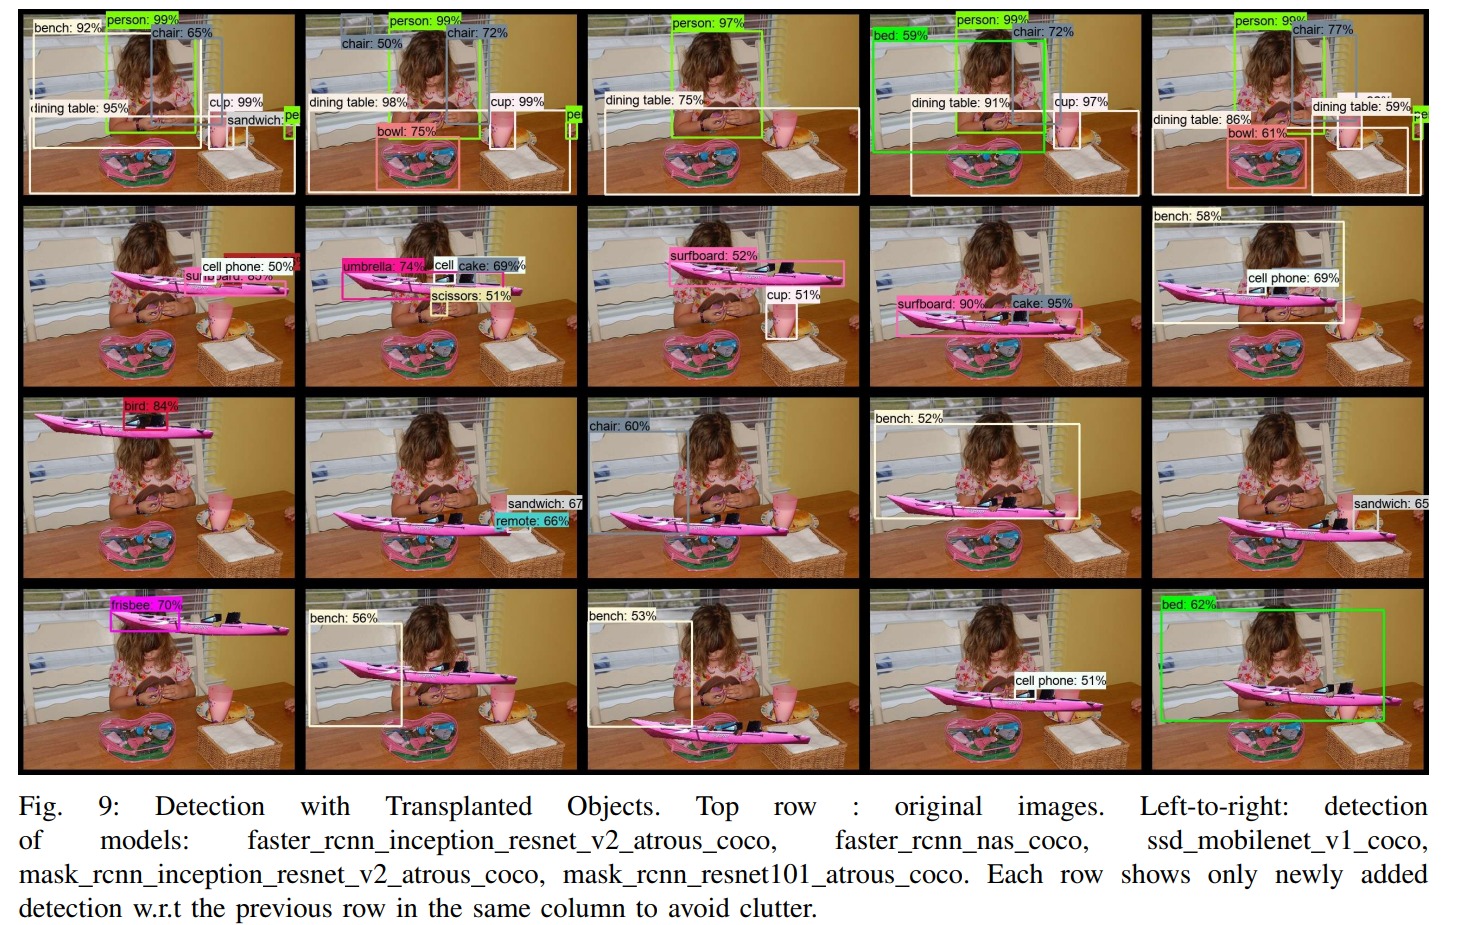 bench: 92%
person: 99%
chair: 65%
dining table: 95%
cup: 99%
sandwich:
pe
person: 99%
chair: 50%
chair: 72%
dining table: 98%
cup: 99%
bowl: 75%
pe
person: 97%
dining table: 75%
bed: 59%
person: 99%
chair: 72%
dining table: 91%
cup: 97%
person: 99%
chair: 77%
dining table: 59%
dining table: 86%
bowl: 61%
pe
cell phone: 50%
umbrella: 74%
cell
cake: 69%
scissors: 51%
surfboard: 52%
cup: 51%
surfboard: 90%
cake: 95%
bench: 58%
cell phone: 69%
bird: 84%
sandwich: 67
remote: 66%
chair: 60%
bench: 52%
sandwich: 65
frisbee: 70%
bench: 56%
bench: 53%
cell phone: 51%
bed: 62%
Fig. 9: Detection with Transplanted Objects. Top row : original images. Left-to-right: detection
of models: faster_rcnn_inception_resnet_v2_atrous_coco, faster_rcnn_nas_coco, ssd_mobilenet_v1_coco,
mask_rcnn_inception_resnet_v2_atrous_coco, mask_rcnn_resnet101_atrous_coco. Each row shows only newly added
detection w.r.t the previous row in the same column to avoid clutter.